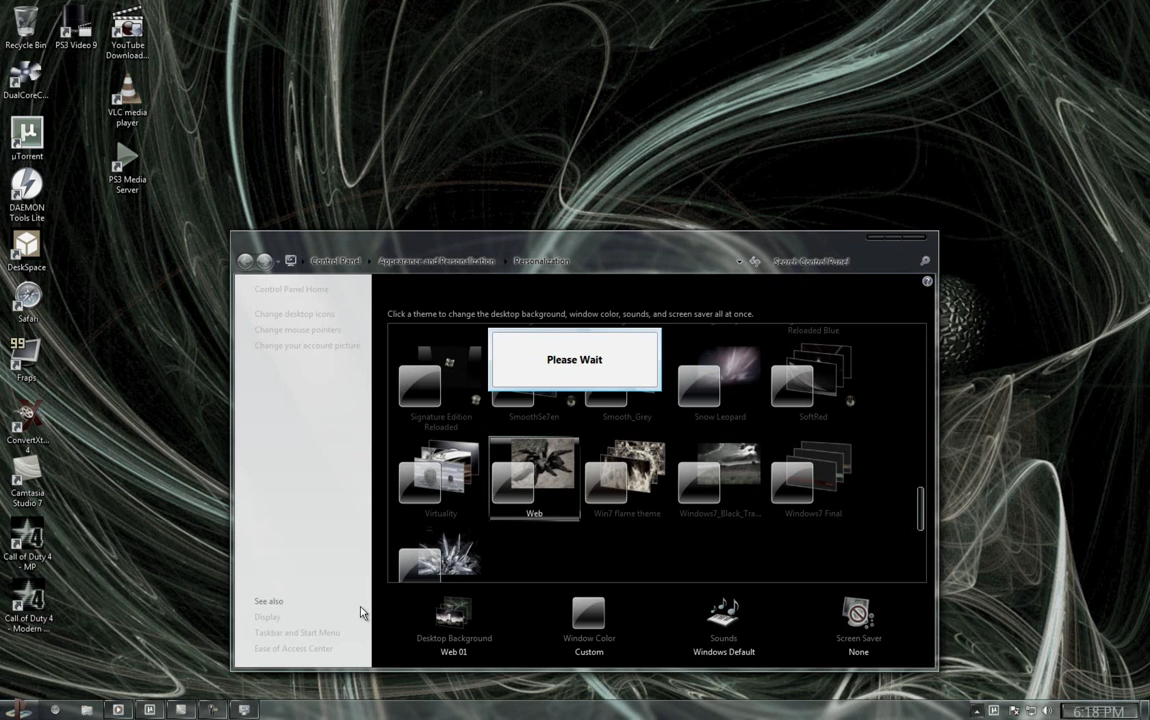 Recycle Bin
PS3 Video 9
YouTube
Download...
DualCoreC...
VLC media
player
µTorrent
PS3 Media
Server
DAEMON
Tools Lite
DeskSpace
Safari
99
Fraps
ConvertXt...
4
Camtasia
Studio 7
Call of Duty 4
- MP
Call of Duty 4
- Modern ...
Control Panel
Appearance and Personalization
Personalization
Search Control Panel
Control Panel Home
Change desktop icons
Change mouse pointers
Change your account picture
See also
Display
Taskbar and Start Menu
Ease of Access Center
Click a theme to change the desktop background, window color, sounds, and screen saver all at once.
Reloaded Blue
Please Wait
Signature Edition
Reloaded
SmoothSe7en
Smooth_Grey
Snow Leopard
SoftRed
Virtuality
Web
Win7 flame theme
Windows7_Black_Tra...
Windows7 Final
Desktop Background
Web 01
Window Color
Custom
Sounds
Windows Default
Screen Saver
None
6:18 PM